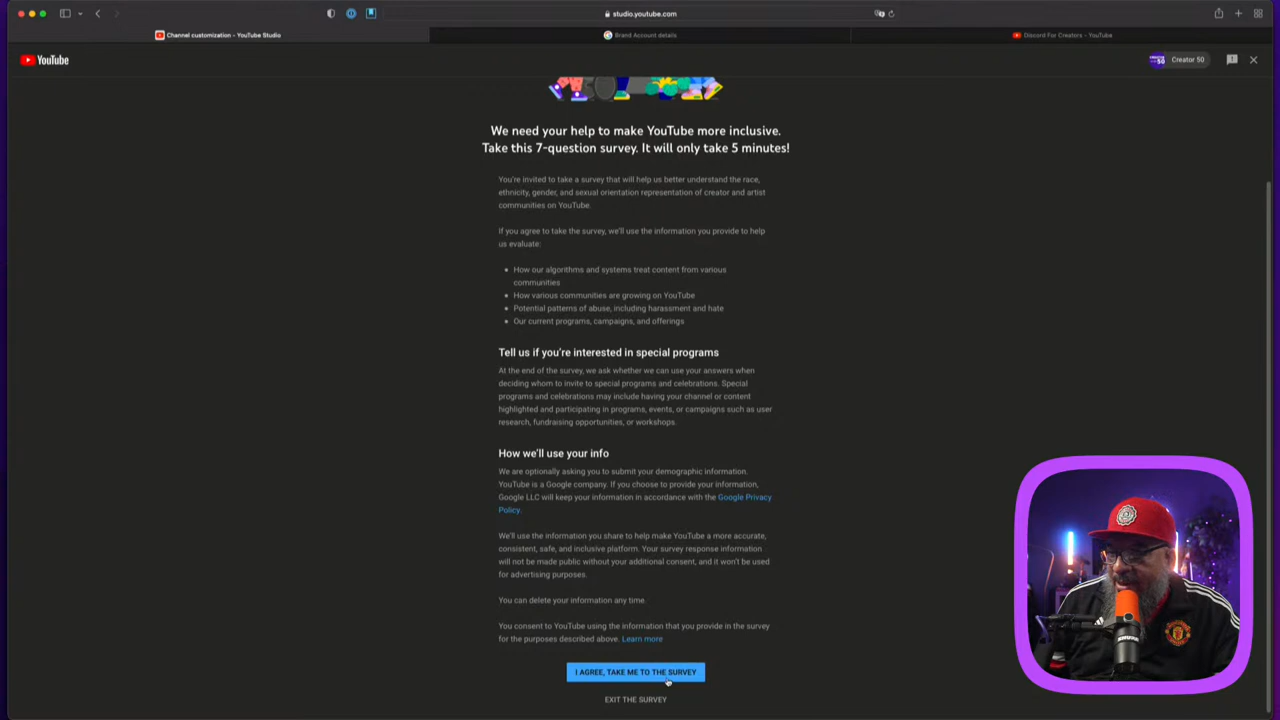 studio.youtube.com
Channel customization - YouTube Studio
Brand Account details
Discord For Creators - YouTube
YouTube
Creator 50
We need your help to make YouTube more inclusive.
Take this 7-question survey. It will only take 5 minutes!
You're invited to take a survey that will help us better understand the race,
ethnicity, gender, and sexual orientation representation of creator and artist
communities on YouTube.
If you agree to take the survey, we'll use the information you provide to help
us evaluate:
• How our algorithms and systems treat content from various
communities
• How various communities are growing on YouTube
• Potential patterns of abuse, including harassment and hate
• Our current programs, campaigns, and offerings
Tell us if you're interested in special programs
At the end of the survey, we ask whether we can use your answers when
deciding whom to invite to special programs and celebrations. Special
programs and celebrations may include having your channel or content
highlighted and participating in programs, events, or campaigns such as user
research, fundraising opportunities, or workshops.
How we'll use your info
We are optionally asking you to submit your demographic information.
YouTube is a Google company. If you choose to provide your information,
Google LLC will keep your information in accordance with the Google Privacy
Policy.
We'll use the information you share to help make YouTube a more accurate,
consistent, safe, and inclusive platform. Your survey response information
will not be made public without your additional consent, and it won't be used
for advertising purposes.
You can delete your information any time.
You consent to YouTube using the information that you provide in the survey
for the purposes described above. Learn more
I AGREE, TAKE ME TO THE SURVEY
EXIT THE SURVEY